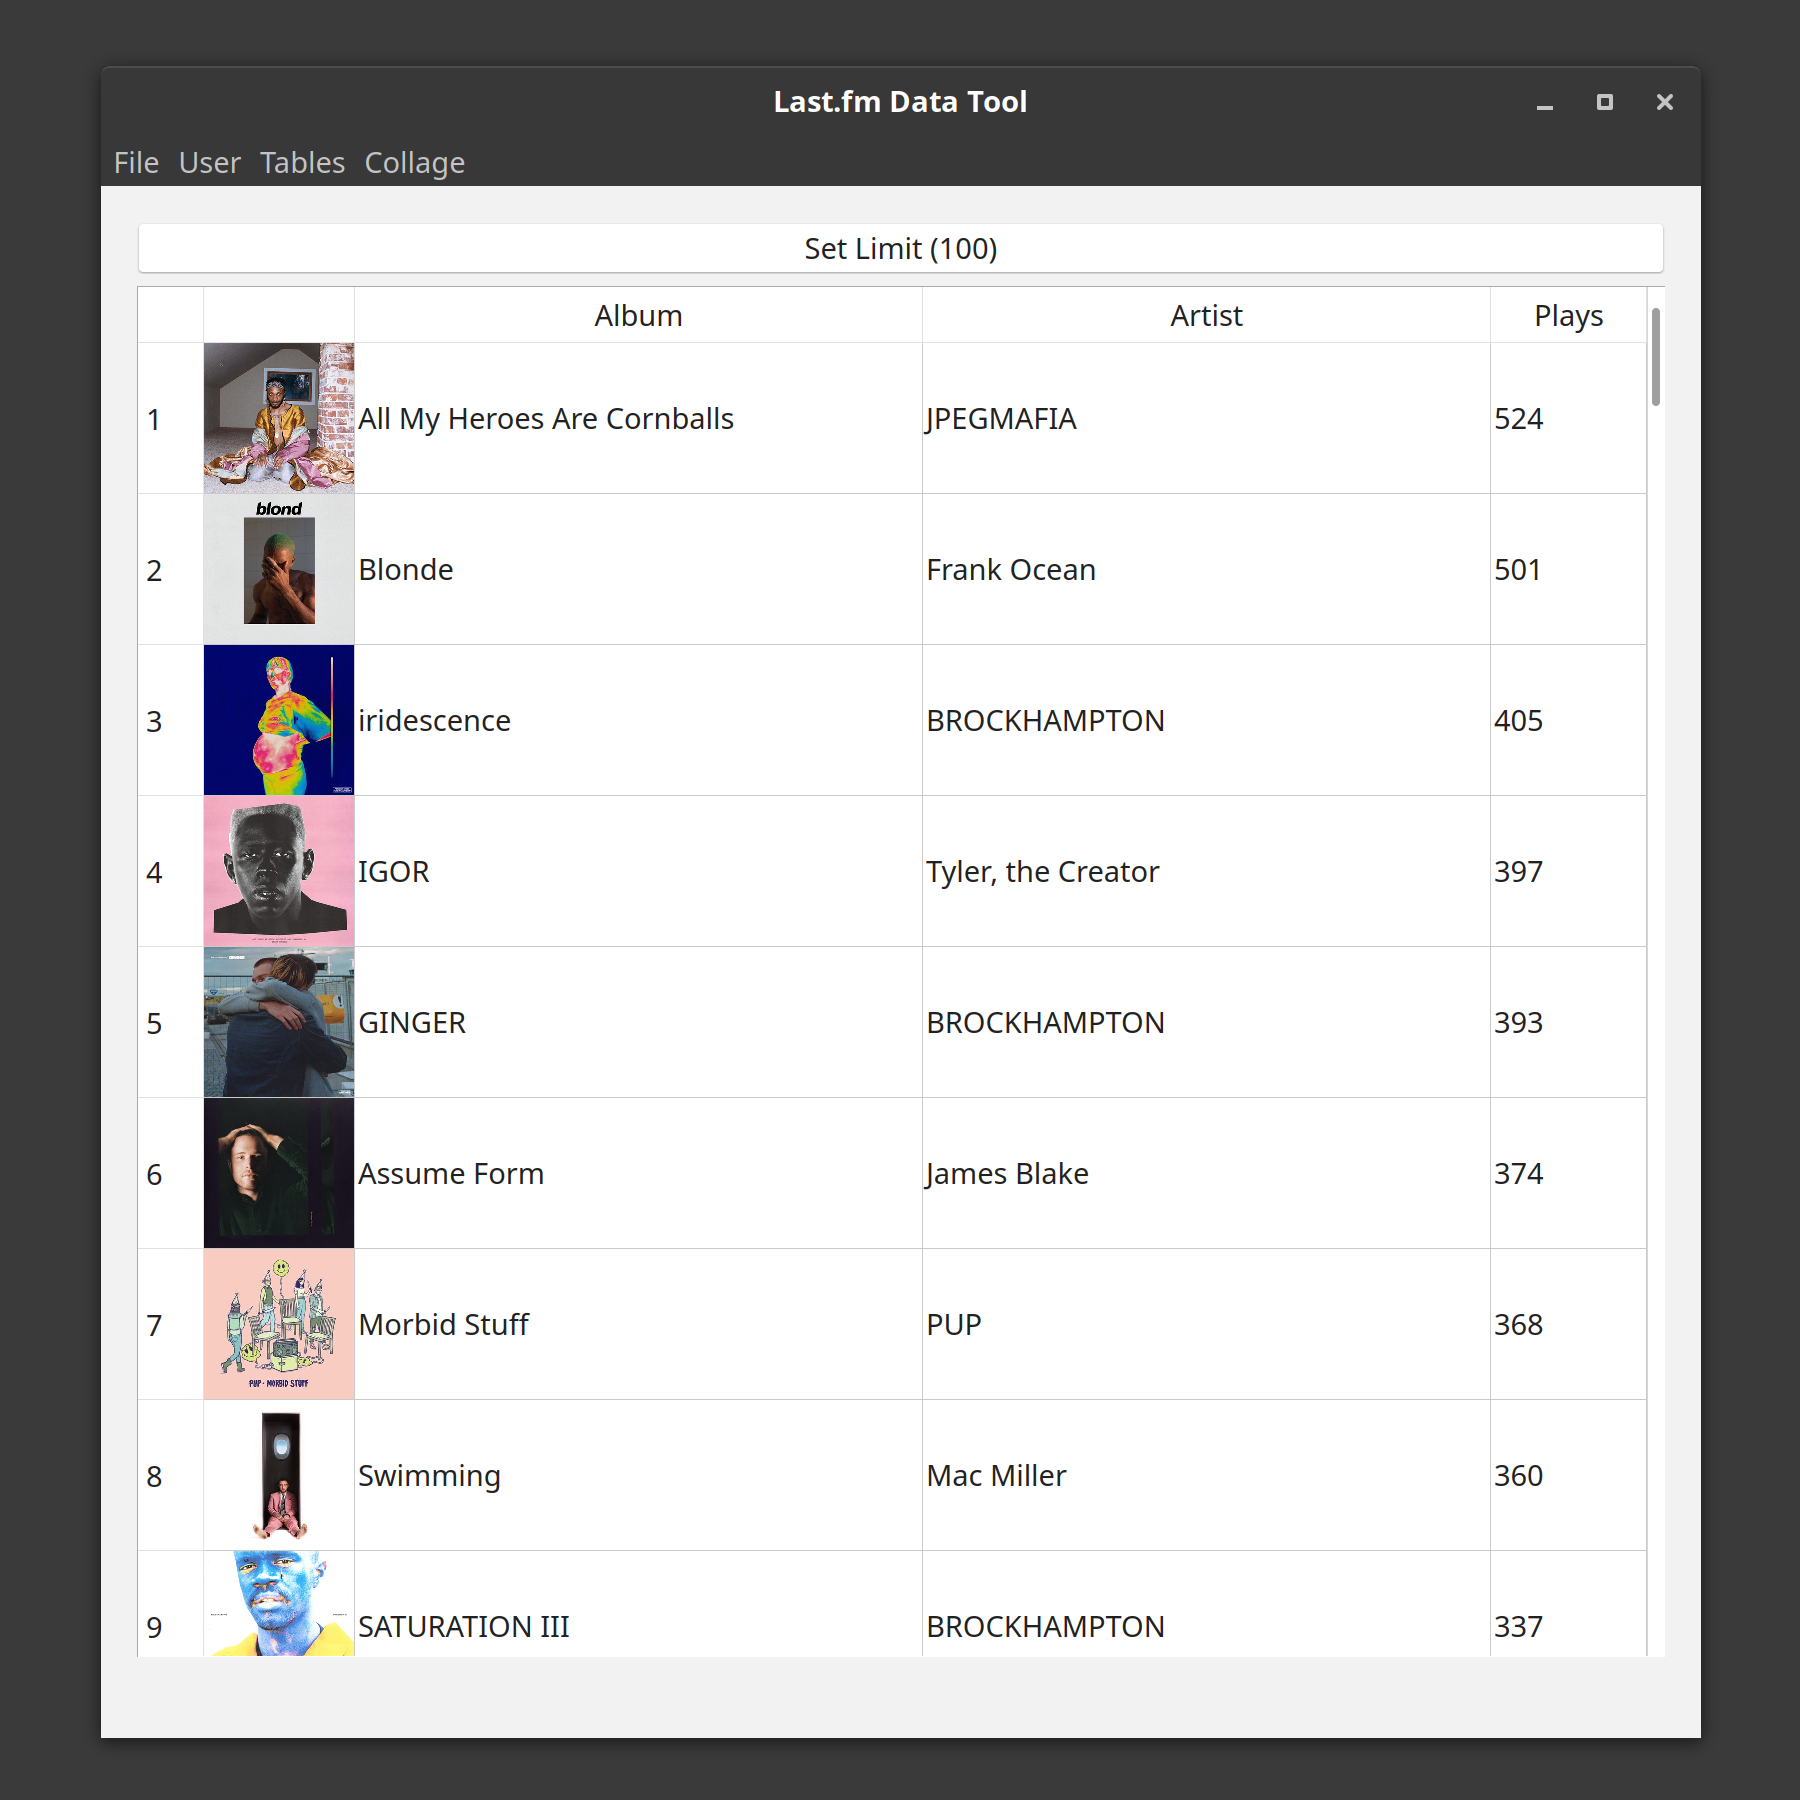 Last.fm Data Tool
File User Tables Collage
Set Limit (100)
Album Artist Plays
1 All My Heroes Are Cornballs JPEGMAFIA 524
blond
2 Blonde Frank Ocean 501
3 iridescence BROCKHAMPTON 405
4 IGOR Tyler, the Creator 397
5 GINGER BROCKHAMPTON 393
6 Assume Form James Blake 374
7 Morbid Stuff PUP 368
PUP · MORBID STUFF
8 Swimming Mac Miller 360
9 SATURATION III BROCKHAMPTON 337